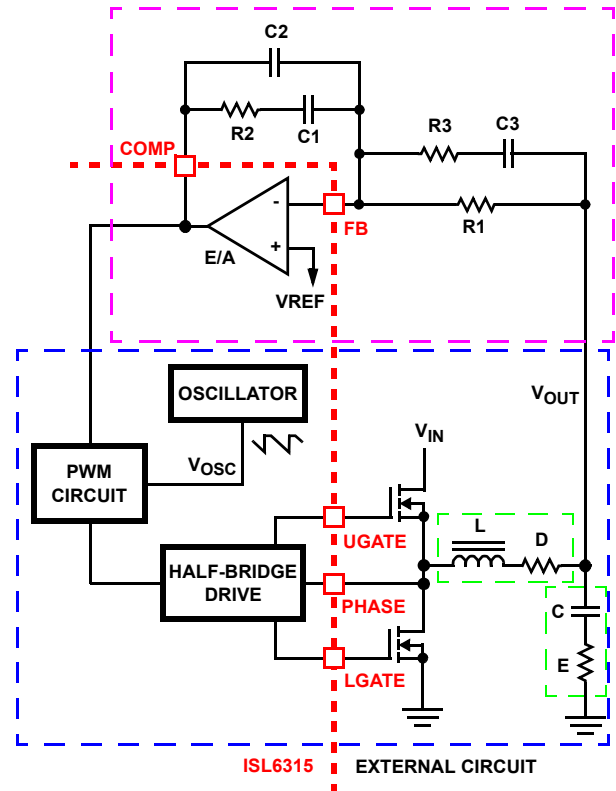 C2
R2
C1
R3
C3
COMP
R1
-
+
FB
E/A
VREF
OSCILLATOR
VOUT
VIN
PWM
CIRCUIT
VOSC
L
D
UGATE
HALF-BRIDGE
DRIVE
PHASE
C
E
LGATE
ISL6315
EXTERNAL CIRCUIT